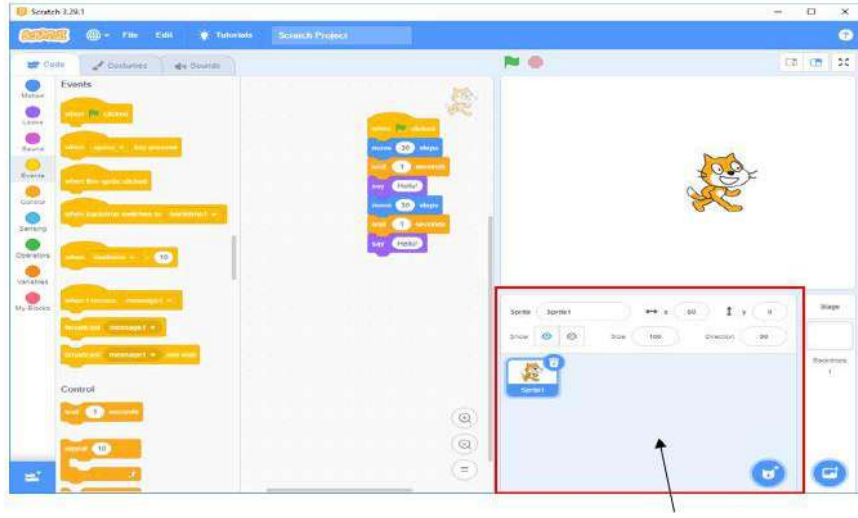 Scratch 3.29.1
SCRATCH File Edit Tutorials Scratch Project
Code Costumes Sounds
Motion
Looks
Sound
Events
Control
Sensing
Operators
Variables
My Blocks
Events
when clicked
when space key pressed
when this sprite clicked
when backdrop switches to backdrop1
when loudness > 10
when I receive message1
broadcast message1
broadcast message1 and wait
Control
wait 1 seconds
repeat 10
when clicked
move 30 steps
wait 1 seconds
say Hello!
move 30 steps
wait 1 seconds
say Hello!
Sprite Sprite1 x 60 y 0
Show Size 100 Direction 90
Sprite1
Stage
Backdrops
1